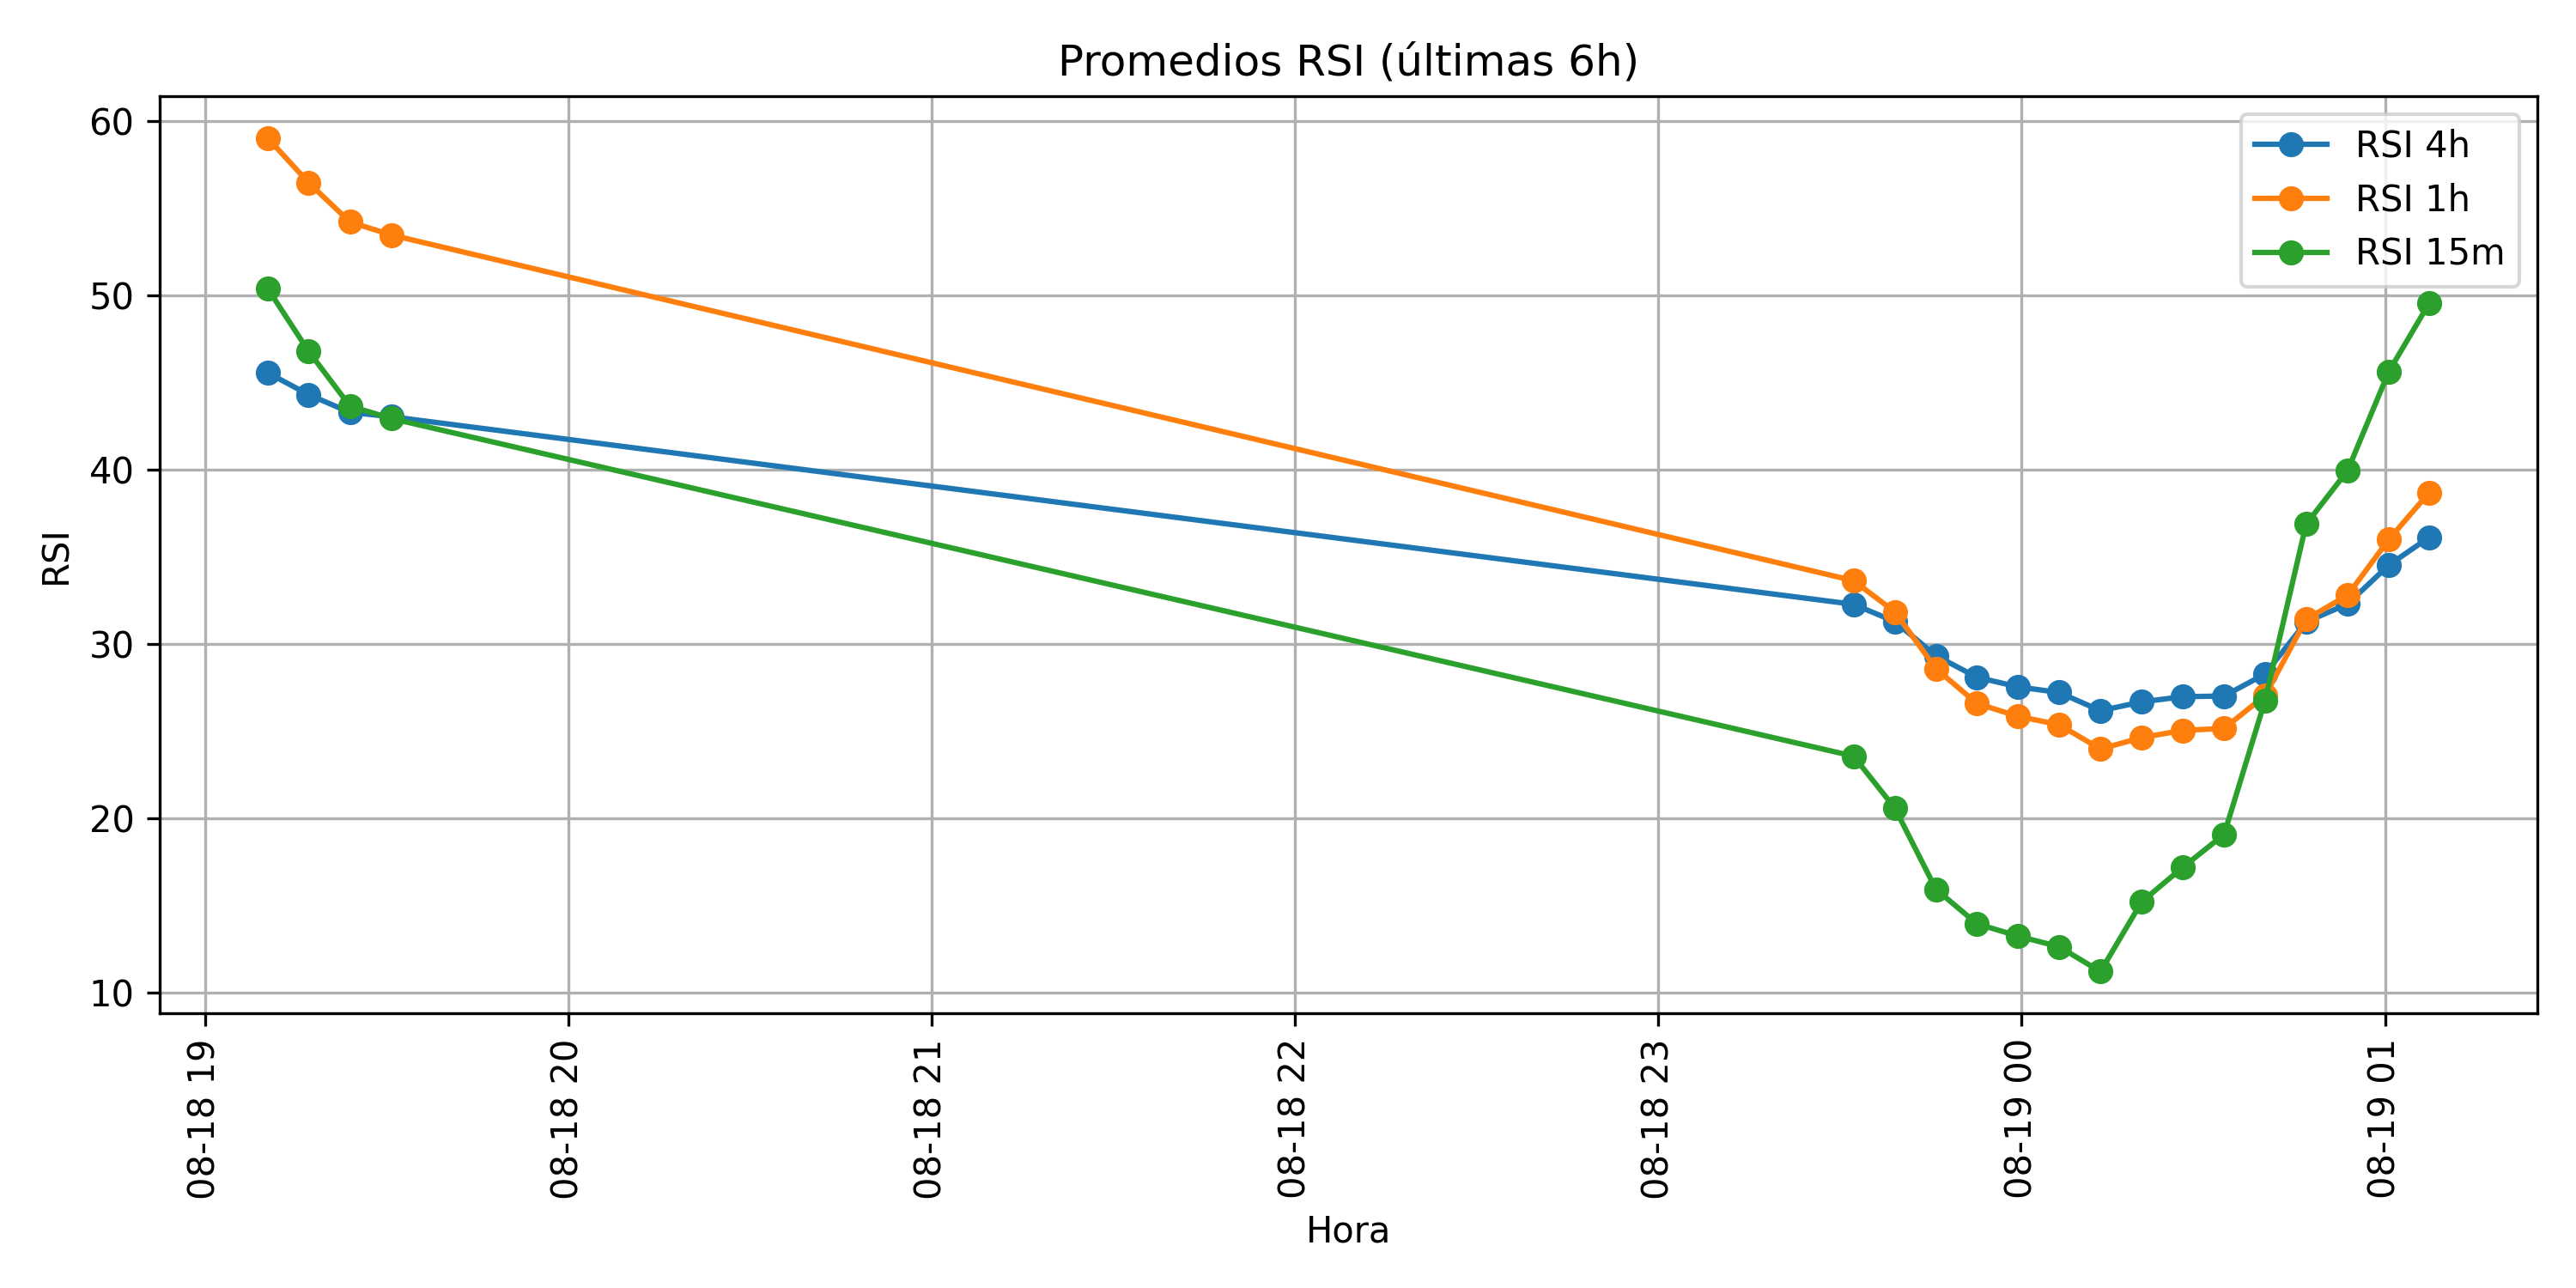 Promedios RSI (últimas 6h)
RSI 4h
RSI 1h
RSI 15m
60
50
40
30
20
10
RSI
08-18 19
08-18 20
08-18 21
08-18 22
08-18 23
08-19 00
08-19 01
Hora